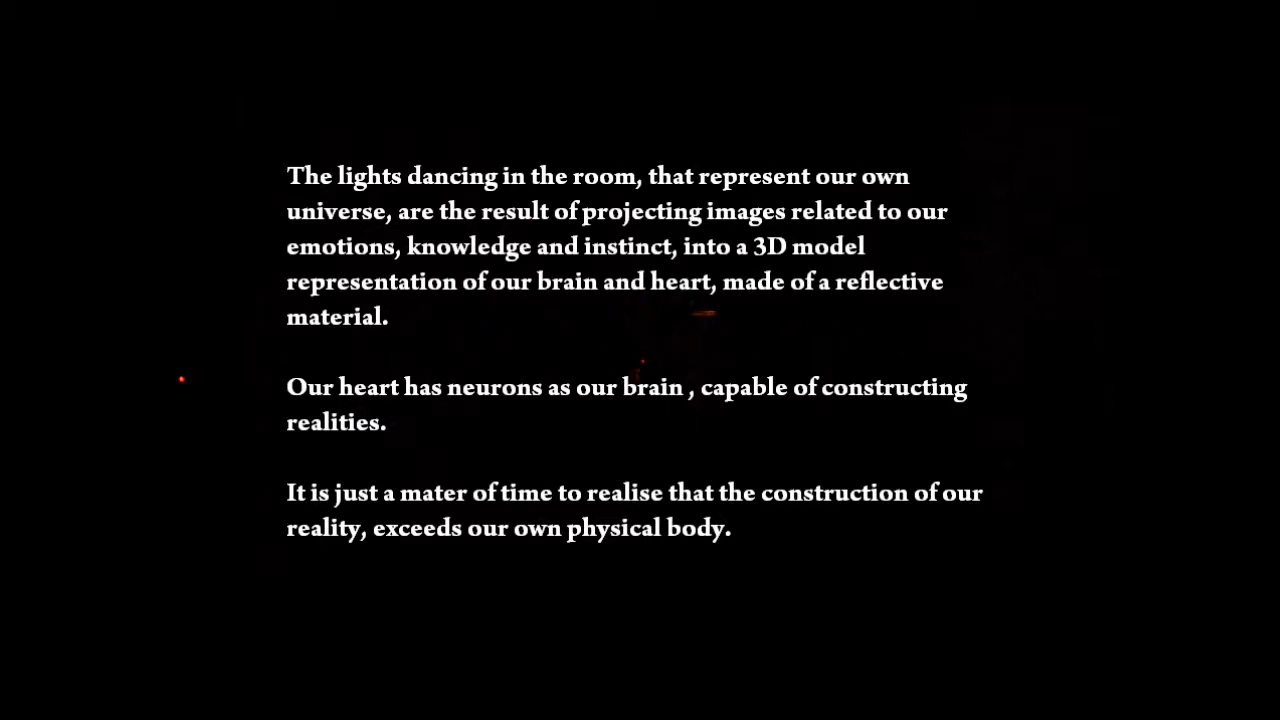 The lights dancing in the room, that represent our own
universe, are the result of projecting images related to our
emotions, knowledge and instinct, into a 3D model
representation of our brain and heart, made of a reflective
material.
Our heart has neurons as our brain , capable of constructing
realities.
It is just a mater of time to realise that the construction of our
reality, exceeds our own physical body.